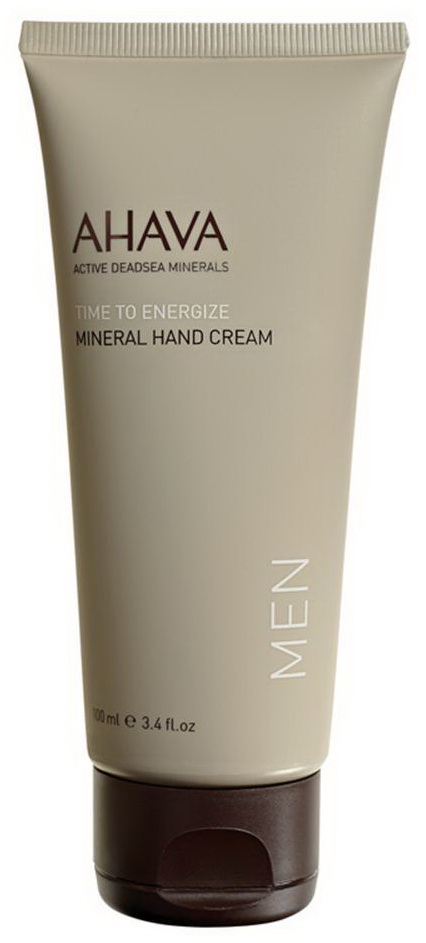 AHAVA
ACTIVE DEADSEA MINERALS
TIME TO ENERGIZE
MINERAL HAND CREAM
MEN
100 ml ℮ 3.4 fl.oz